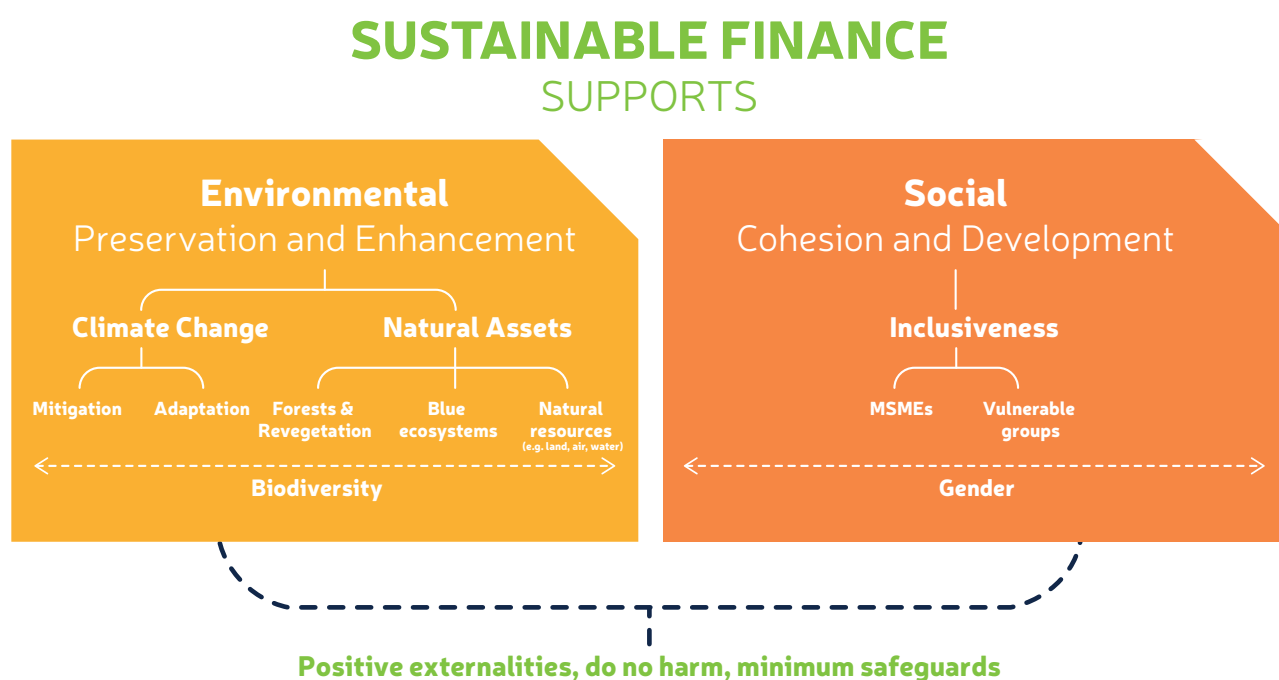 SUSTAINABLE FINANCE
SUPPORTS
Environmental
Preservation and Enhancement
Climate Change
Natural Assets
Mitigation
Adaptation
Forests &
Revegetation
Blue
ecosystems
Natural
resources
(e.g. land, air, water)
Biodiversity
Social
Cohesion and Development
Inclusiveness
MSMEs
Vulnerable
groups
Gender
Positive externalities, do no harm, minimum safeguards